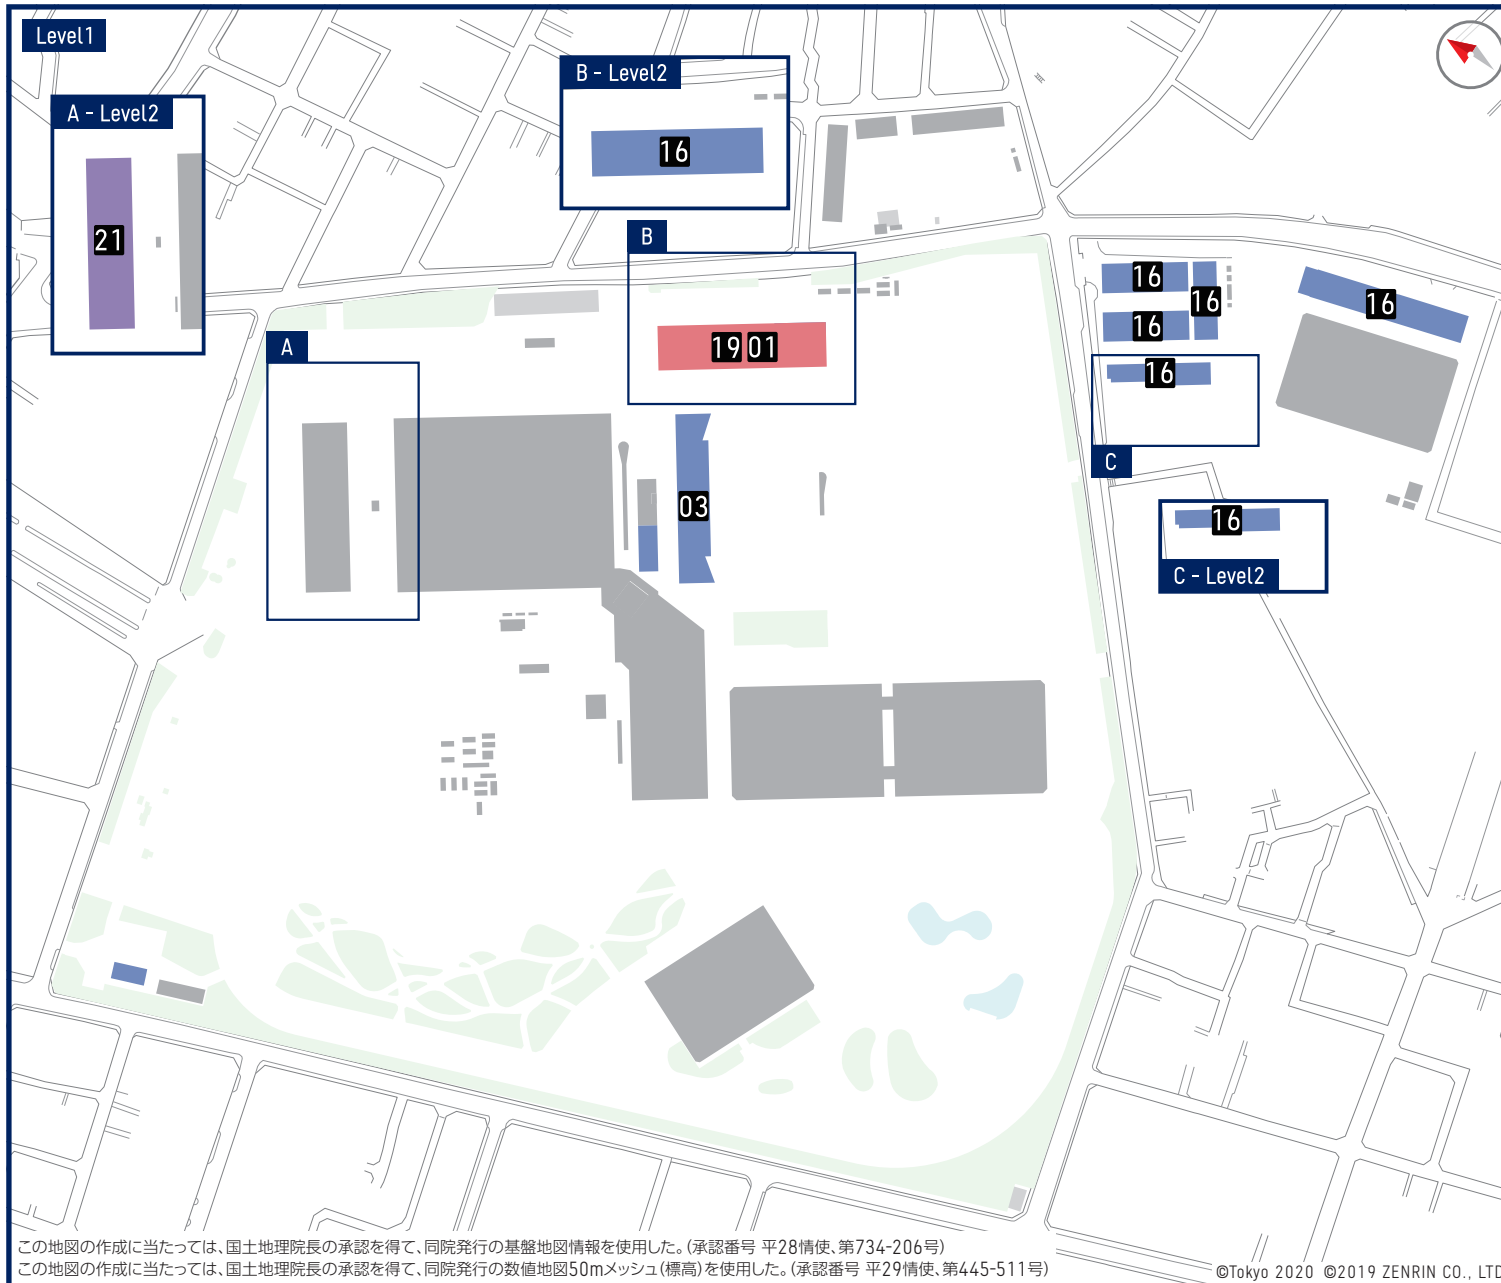 Level1
A - Level2
21
B - Level2
16
B
19 01
A
03
16
16
16
16
16
C
16
C - Level2
この地図の作成に当たっては、国土地理院長の承認を得て、同院発行の基盤地図情報を使用した。(承認番号 平28情使、第734-206号)
この地図の作成に当たっては、国土地理院長の承認を得て、同院発行の数値地図50mメッシュ(標高)を使用した。(承認番号 平29情使、第445-511号)
©Tokyo 2020 ©2019 ZENRIN CO., LTD